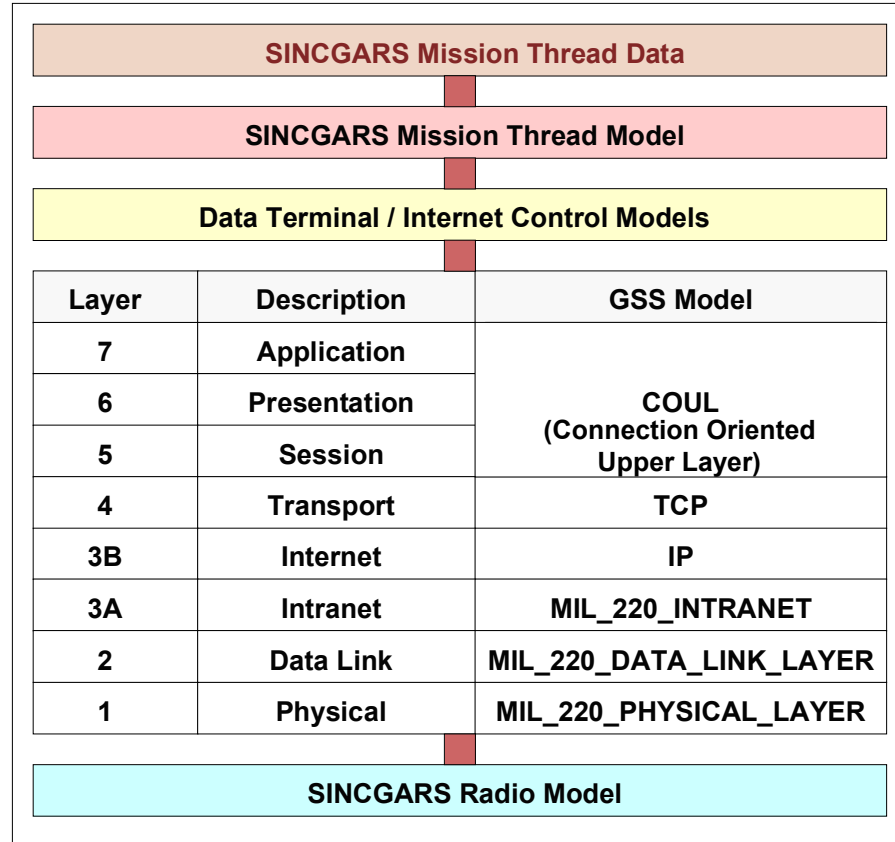 SINCGARS Mission Thread Data
SINCGARS Mission Thread Model
Data Terminal / Internet Control Models
Layer Description GSS Model
7 Application
6 Presentation COUL
(Connection Oriented
5 Session Upper Layer)
4 Transport TCP
3B Internet IP
3A Intranet MIL_220_INTRANET
2 Data Link MIL_220_DATA_LINK_LAYER
1 Physical MIL_220_PHYSICAL_LAYER
SINCGARS Radio Model